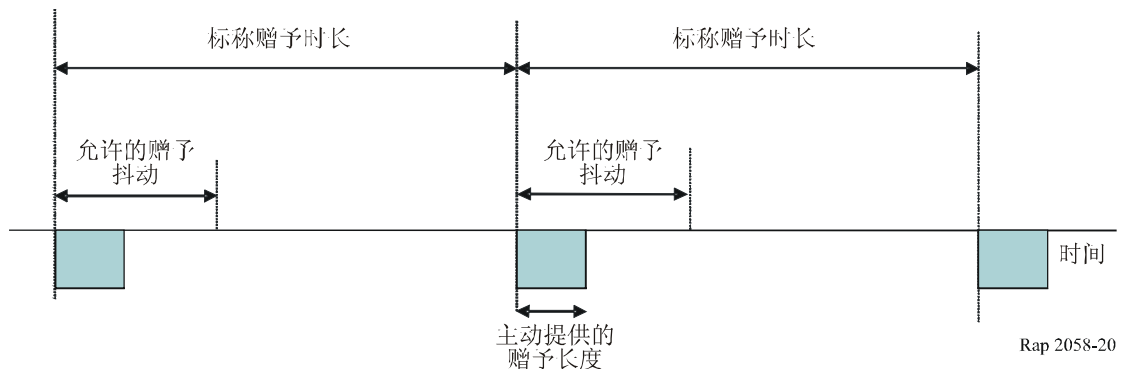 标称赠予时长
标称赠予时长
允许的赠予
抖动
允许的赠予
抖动
时间
主动提供的
赠予长度
Rap 2058-20